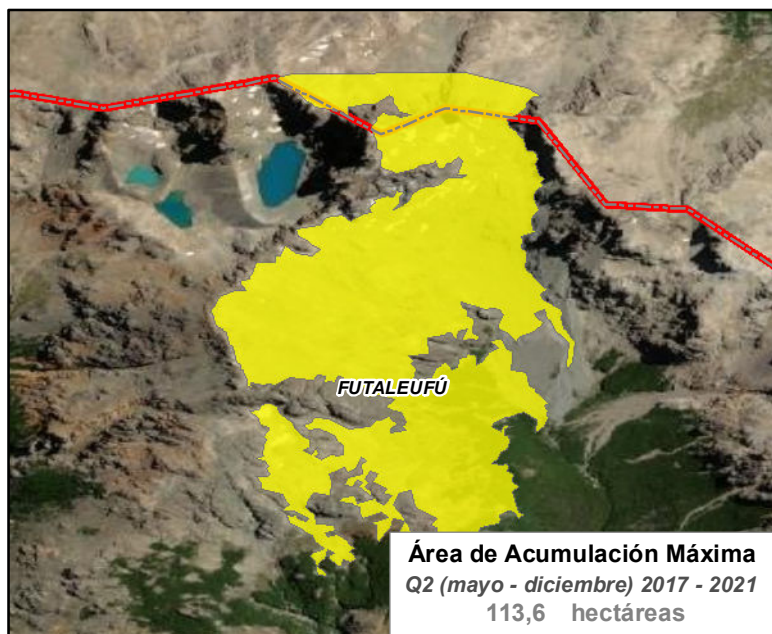 FUTALEUFÚ
Área de Acumulación Máxima
Q2 (mayo - diciembre) 2017 - 2021
113,6 hectáreas